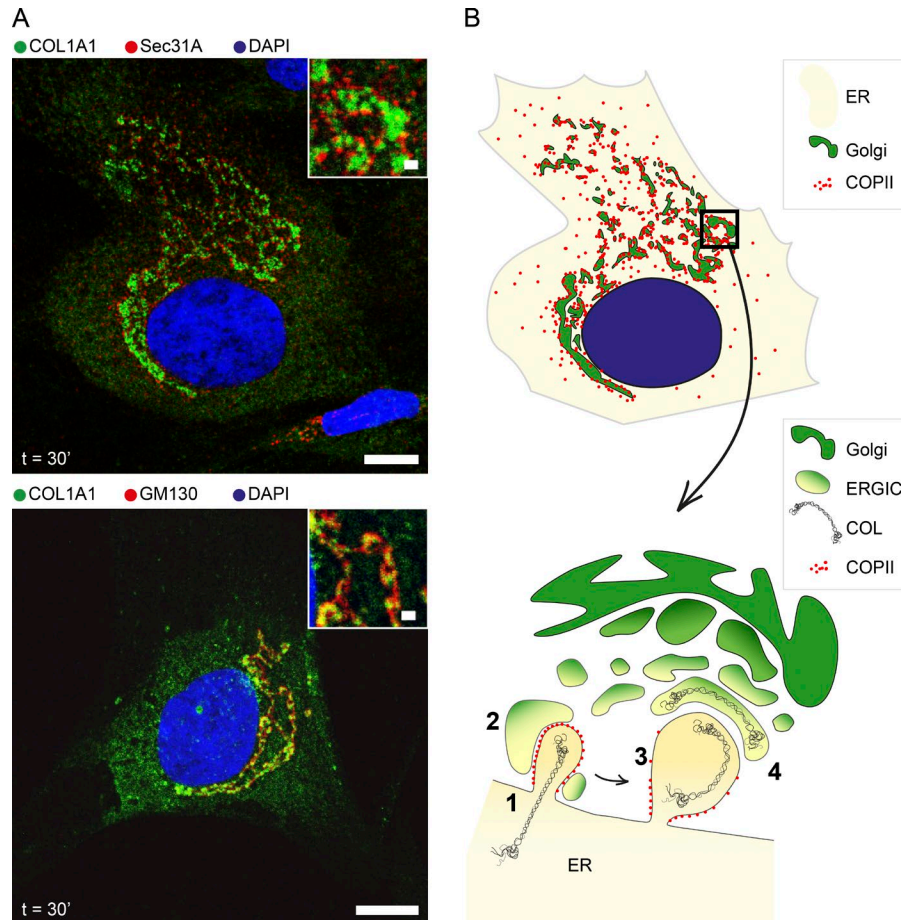 A
COL1A1 Sec31A DAPI
t = 30'
COL1A1 GM130 DAPI
t = 30'
B
ER
Golgi
COPII
Golgi
ERGIC
COL
COPII
2
3
4
1
ER